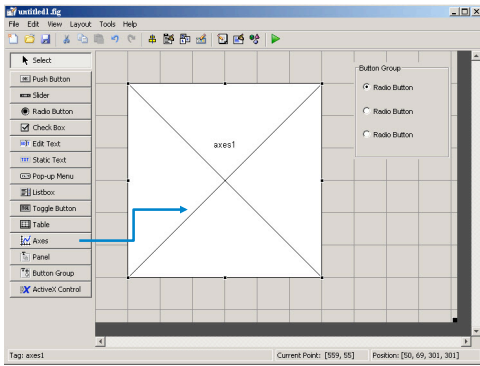 untitled1.fig
File Edit View Layout Tools Help
Select
Push Button
Slider
Radio Button
Check Box
Edit Text
Static Text
Pop-up Menu
Listbox
Toggle Button
Table
Axes
Panel
Button Group
ActiveX Control
axes1
Button Group
Radio Button
Radio Button
Radio Button
Tag: axes1
Current Point: [559, 55]
Position: [50, 69, 301, 301]